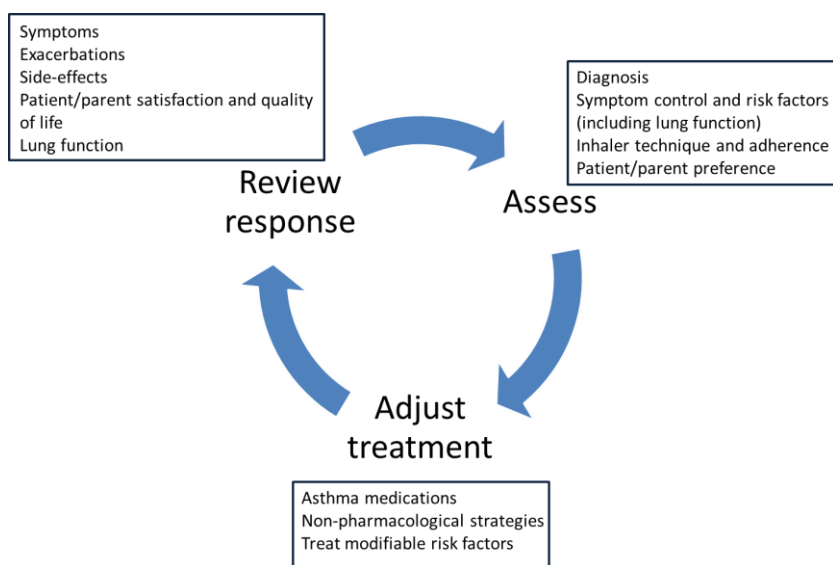 Symptoms
Exacerbations
Side-effects
Patient/parent satisfaction and quality
of life
Lung function
Review
response
Diagnosis
Symptom control and risk factors
(including lung function)
Inhaler technique and adherence
Patient/parent preference
Assess
Adjust
treatment
Asthma medications
Non-pharmacological strategies
Treat modifiable risk factors